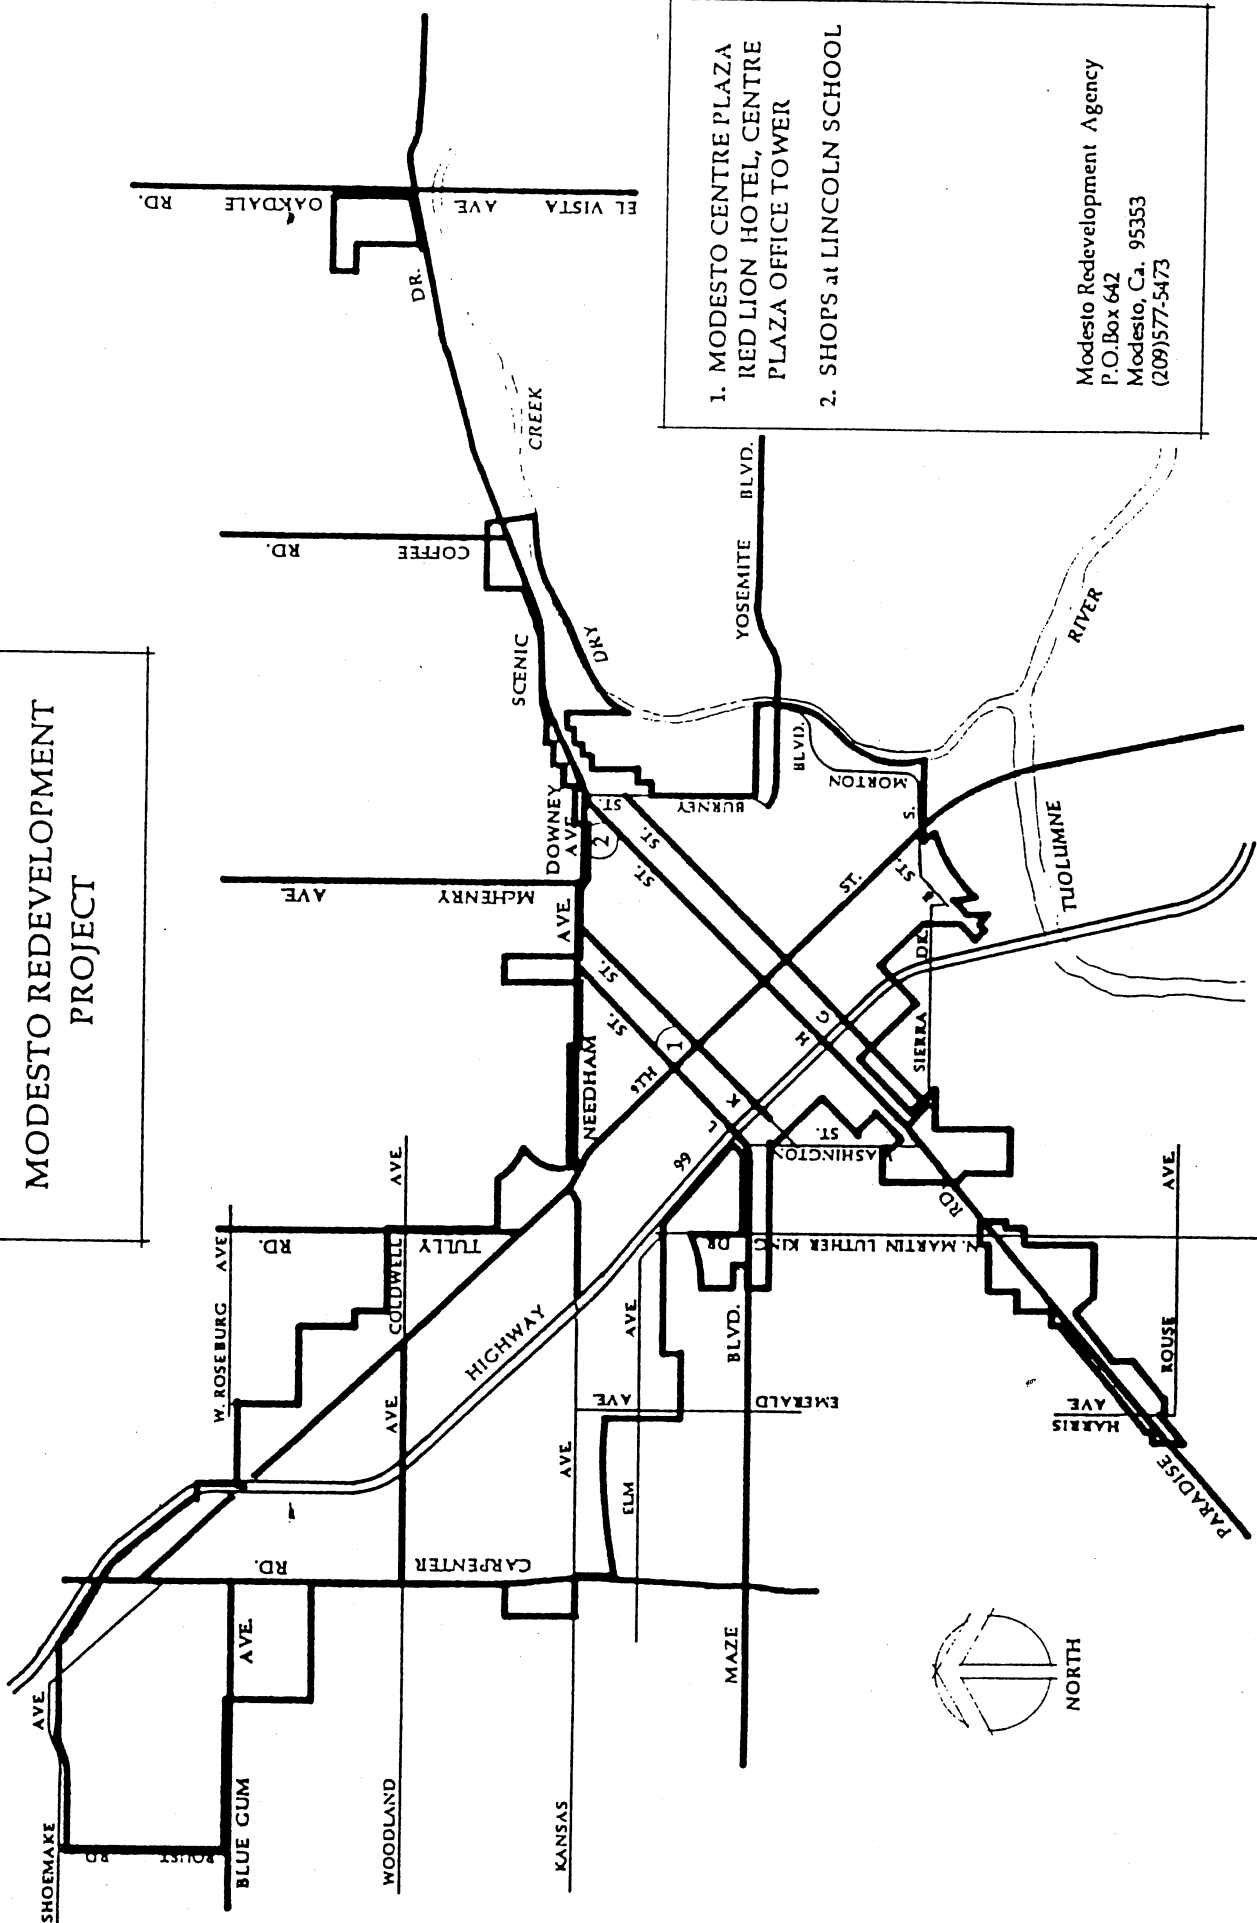 MODESTO REDEVELOPMENT
PROJECT
1. MODESTO CENTRE PLAZA
RED LION HOTEL, CENTRE
PLAZA OFFICE TOWER
2. SHOPS at LINCOLN SCHOOL
Modesto Redevelopment Agency
P.O.Box 642
Modesto, Ca. 95353
(209)577-5473
SHOEMAKE AVE.
ROUST RD
BLUE GUM AVE.
WOODLAND AVE
COLDWELL AVE.
KANSAS AVE.
CARPENTER RD.
W. ROSEBURG AVE
TULLY RD.
HIGHWAY 99
ELM AVE.
EMERALD AVE
MAZE BLVD.
N. MARTIN LUTHER KING DR
PARADISE RD
HARRIS AVE
ROUSE AVE.
WASHINGTON ST.
SIERRA DR.
NEEDHAM AVE.
9TH ST.
L ST.
K ST.
H ST.
G ST.
1
2
McHENRY AVE
DOWNEY AVE
BURNEY ST.
S. MORTON BLVD.
ST.
YOSEMITE BLVD.
SCENIC DR.
DRY CREEK
COFFEE RD.
OAKDALE RD.
EL VISTA AVE
TUOLUMNE RIVER
NORTH